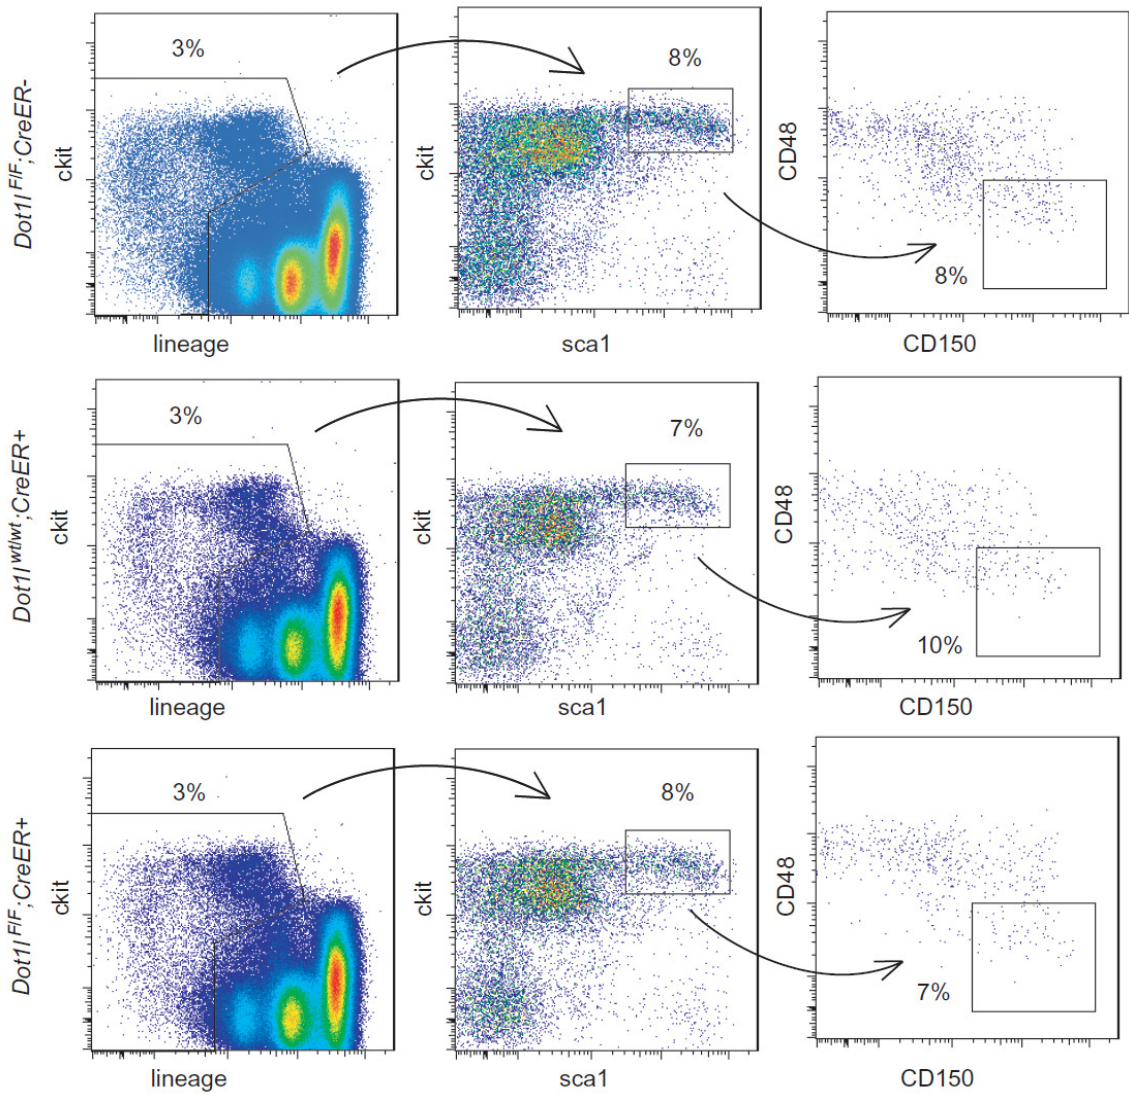 Dot1l^F/F;CreER-
ckit
3%
lineage
ckit
8%
sca1
CD48
8%
CD150
Dot1l^wt/wt;CreER+
ckit
3%
lineage
ckit
7%
sca1
CD48
10%
CD150
Dot1l^F/F;CreER+
ckit
3%
lineage
ckit
8%
sca1
CD48
7%
CD150